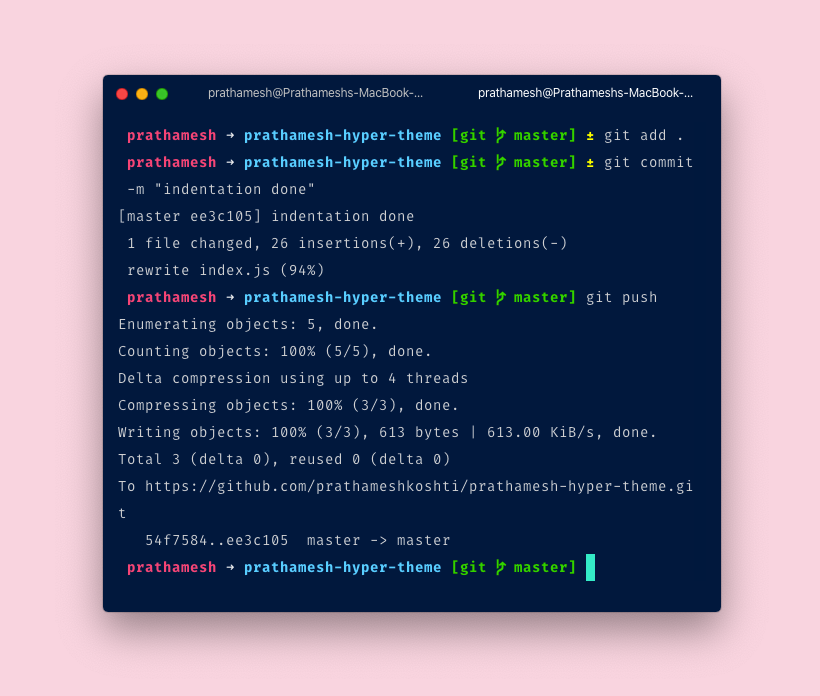 prathamesh@Prathameshs-MacBook-... prathamesh@Prathameshs-MacBook-...
prathamesh ➜ prathamesh-hyper-theme [git master] ± git add .
prathamesh ➜ prathamesh-hyper-theme [git master] ± git commit
-m "indentation done"
[master ee3c105] indentation done
1 file changed, 26 insertions(+), 26 deletions(-)
rewrite index.js (94%)
prathamesh ➜ prathamesh-hyper-theme [git master] git push
Enumerating objects: 5, done.
Counting objects: 100% (5/5), done.
Delta compression using up to 4 threads
Compressing objects: 100% (3/3), done.
Writing objects: 100% (3/3), 613 bytes | 613.00 KiB/s, done.
Total 3 (delta 0), reused 0 (delta 0)
To https://github.com/prathameshkoshti/prathamesh-hyper-theme.gi
t
54f7584..ee3c105  master -> master
prathamesh ➜ prathamesh-hyper-theme [git master]